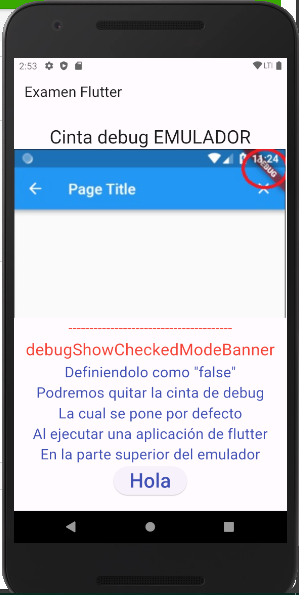 2:53
LTE
Examen Flutter
Cinta debug EMULADOR
11:24
DEBUG
Page Title
---------------------------------------
debugShowCheckedModeBanner
Definiendolo como "false"
Podremos quitar la cinta de debug
La cual se pone por defecto
Al ejecutar una aplicación de flutter
En la parte superior del emulador
Hola